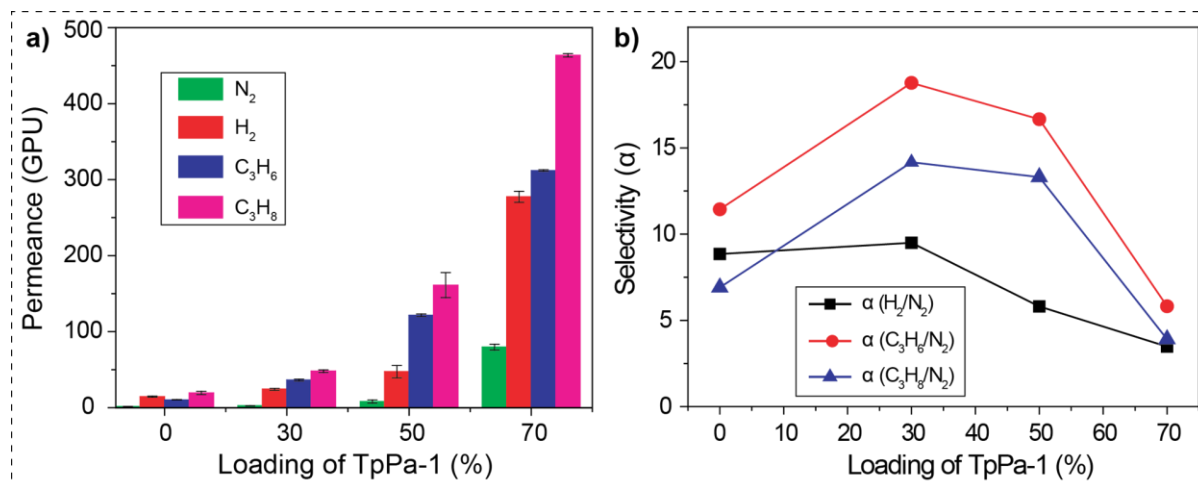 a)
500
400
300
200
100
0
Permeance (GPU)
N₂
H₂
C₃H₆
C₃H₈
0 30 50 70
Loading of TpPa-1 (%)
b)
20
15
10
5
0
Selectivity (α)
α (H₂/N₂)
α (C₃H₆/N₂)
α (C₃H₈/N₂)
0 10 20 30 40 50 60 70
Loading of TpPa-1 (%)